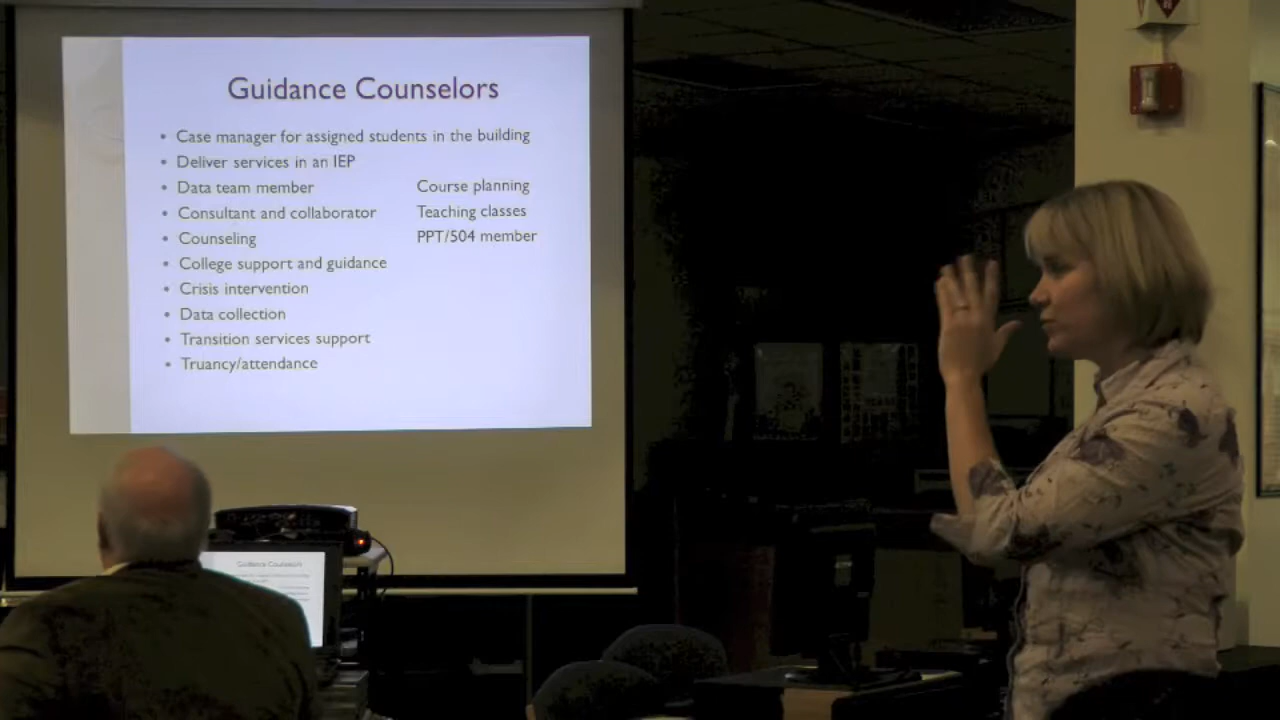 Guidance Counselors
• Case manager for assigned students in the building
• Deliver services in an IEP
• Data team member
Course planning
• Consultant and collaborator
Teaching classes
• Counseling
PPT/504 member
• College support and guidance
• Crisis intervention
• Data collection
• Transition services support
• Truancy/attendance
Guidance Counselors